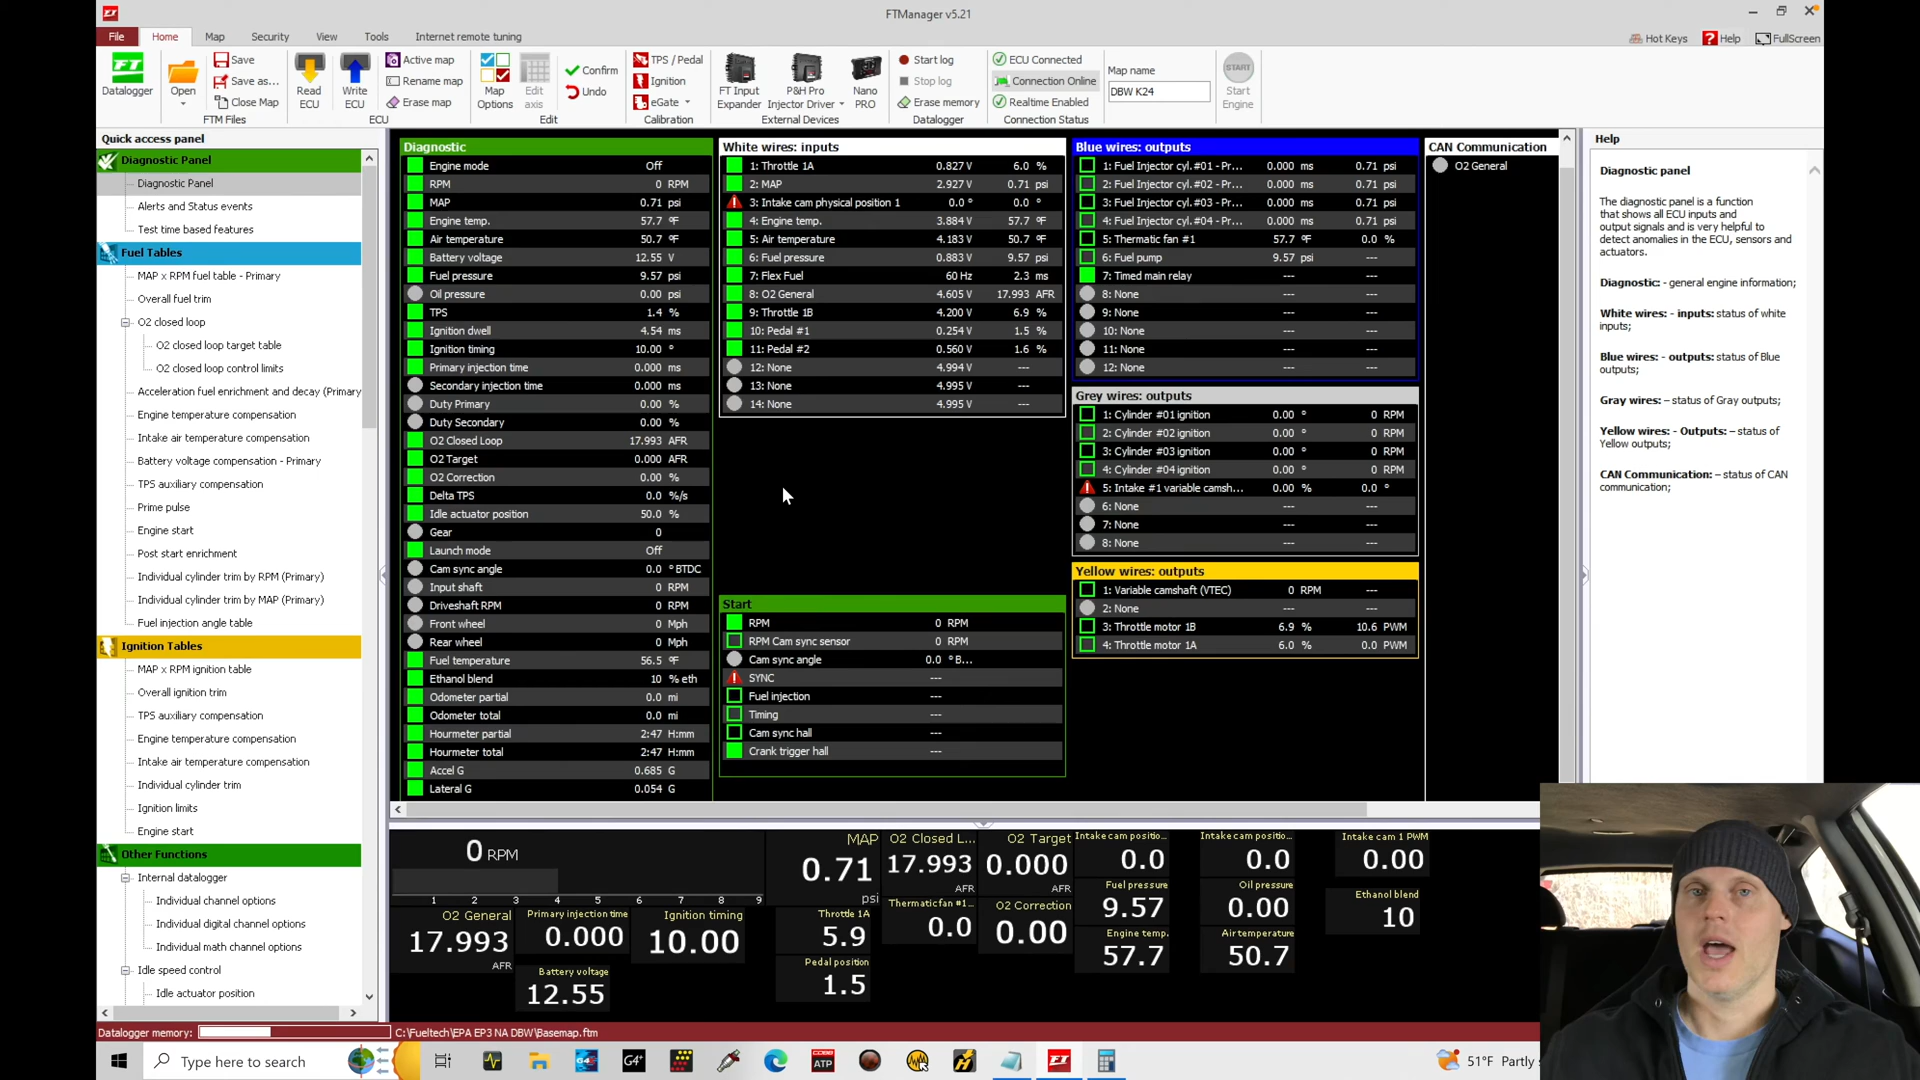 FTManager v5.21
File Home Map Security View Tools Internet remote tuning
Hot Keys Help FullScreen
Datalogger
Open
Save
Save as...
Close Map
FTM Files
Read ECU
Write ECU
Active map
Rename map
Erase map
ECU
Map Options
Edit axis
Confirm
Undo
Edit
TPS / Pedal
Ignition
eGate
Calibration
FT Input Expander
P&H Pro Injector Driver
Nano PRO
External Devices
Start log
Stop log
Erase memory
Datalogger
ECU Connected
Connection Online
Realtime Enabled
Connection Status
Map name
DBW K24
START
Start Engine
Quick access panel
Diagnostic Panel
Diagnostic Panel
Alerts and Status events
Test time based features
Fuel Tables
MAP x RPM fuel table - Primary
Overall fuel trim
O2 closed loop
O2 closed loop target table
O2 closed loop control limits
Acceleration fuel enrichment and decay (Primary
Engine temperature compensation
Intake air temperature compensation
Battery voltage compensation - Primary
TPS auxiliary compensation
Prime pulse
Engine start
Post start enrichment
Individual cylinder trim by RPM (Primary)
Individual cylinder trim by MAP (Primary)
Fuel injection angle table
Ignition Tables
MAP x RPM ignition table
Overall ignition trim
TPS auxiliary compensation
Engine temperature compensation
Intake air temperature compensation
Individual cylinder trim
Ignition limits
Engine start
Other Functions
Internal datalogger
Individual channel options
Individual digital channel options
Individual math channel options
Idle speed control
Idle actuator position
Diagnostic
Engine mode Off
RPM 0 RPM
MAP 0.71 psi
Engine temp. 57.7 ºF
Air temperature 50.7 ºF
Battery voltage 12.55 V
Fuel pressure 9.57 psi
Oil pressure 0.00 psi
TPS 1.4 %
Ignition dwell 4.54 ms
Ignition timing 10.00 °
Primary injection time 0.000 ms
Secondary injection time 0.000 ms
Duty Primary 0.00 %
Duty Secondary 0.00 %
O2 Closed Loop 17.993 AFR
O2 Target 0.000 AFR
O2 Correction 0.00 %
Delta TPS 0.0 %/s
Idle actuator position 50.0 %
Gear 0
Launch mode Off
Cam sync angle 0.0 ° BTDC
Input shaft 0 RPM
Driveshaft RPM 0 RPM
Front wheel 0 Mph
Rear wheel 0 Mph
Fuel temperature 56.5 ºF
Ethanol blend 10 % eth
Odometer partial 0.0 mi
Odometer total 0.0 mi
Hourmeter partial 2:47 H:mm
Hourmeter total 2:47 H:mm
Accel G 0.685 G
Lateral G 0.054 G
White wires: inputs
1: Throttle 1A 0.827 V 6.0 %
2: MAP 2.927 V 0.71 psi
3: Intake cam physical position 1 0.0 ° 0.0 °
4: Engine temp. 3.884 V 57.7 ºF
5: Air temperature 4.183 V 50.7 ºF
6: Fuel pressure 0.883 V 9.57 psi
7: Flex Fuel 60 Hz 2.3 ms
8: O2 General 4.605 V 17.993 AFR
9: Throttle 1B 4.200 V 6.9 %
10: Pedal #1 0.254 V 1.5 %
11: Pedal #2 0.560 V 1.6 %
12: None 4.994 V ---
13: None 4.995 V ---
14: None 4.995 V ---
Start
RPM 0 RPM
RPM Cam sync sensor 0 RPM
Cam sync angle 0.0 ° B...
SYNC ---
Fuel injection ---
Timing ---
Cam sync hall ---
Crank trigger hall ---
Blue wires: outputs
1: Fuel Injector cyl. #01 - Pr... 0.000 ms 0.71 psi
2: Fuel Injector cyl. #02 - Pr... 0.000 ms 0.71 psi
3: Fuel Injector cyl. #03 - Pr... 0.000 ms 0.71 psi
4: Fuel Injector cyl. #04 - Pr... 0.000 ms 0.71 psi
5: Thermatic fan #1 57.7 ºF 0.0 %
6: Fuel pump 9.57 psi ---
7: Timed main relay --- ---
8: None --- ---
9: None --- ---
10: None --- ---
11: None --- ---
12: None --- ---
Grey wires: outputs
1: Cylinder #01 ignition 0.00 ° 0 RPM
2: Cylinder #02 ignition 0.00 ° 0 RPM
3: Cylinder #03 ignition 0.00 ° 0 RPM
4: Cylinder #04 ignition 0.00 ° 0 RPM
5: Intake #1 variable camsh... 0.00 % 0.0 °
6: None --- ---
7: None --- ---
8: None --- ---
Yellow wires: outputs
1: Variable camshaft (VTEC) 0 RPM ---
2: None --- ---
3: Throttle motor 1B 6.9 % 10.6 PWM
4: Throttle motor 1A 6.0 % 0.0 PWM
CAN Communication
O2 General
Help
Diagnostic panel
The diagnostic panel is a function
that shows all ECU inputs and
output signals and is very helpful to
detect anomalies in the ECU, sensors and
actuators.
Diagnostic: - general engine information;
White wires: - inputs: status of white
inputs;
Blue wires: - outputs: status of Blue
outputs;
Gray wires: – status of Gray outputs;
Yellow wires: - Outputs: – status of
Yellow outputs;
CAN Communication: – status of CAN
communication;
0 RPM
1 2 3 4 5 6 7 8 9
MAP
0.71
psi
O2 Closed L...
17.993
AFR
O2 Target
0.000
AFR
Intake cam positio...
0.0
Intake cam positio...
0.0
Intake cam 1 PWM
0.00
O2 General
17.993
AFR
Primary injection time
0.000
Ignition timing
10.00
Throttle 1A
5.9
Thermatic fan #1...
0.0
O2 Correction
0.00
Fuel pressure
9.57
Oil pressure
0.00
Ethanol blend
10
Battery voltage
12.55
Pedal position
1.5
Engine temp.
57.7
Air temperature
50.7
Datalogger memory: C:\Fueltech\EPA EP3 NA DBW\Basemap.ftm
Type here to search
G4+
COBB
ATP
FT
51°F Partly